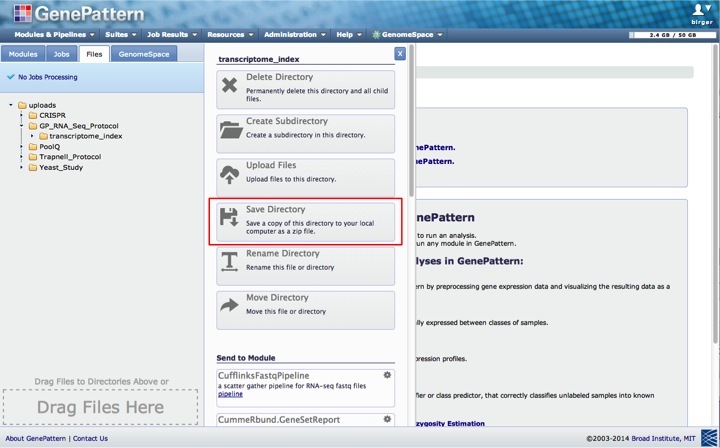 GenePattern
birger
Modules & Pipelines
Suites
Job Results
Resources
Administration
Help
GenomeSpace
2.4 GB / 50 GB
Modules
Jobs
Files
GenomeSpace
No Jobs Processing
uploads
CRISPR
GP_RNA_Seq_Protocol
transcriptome_index
PoolQ
Trapnell_Protocol
Yeast_Study
Drag Files to Directories Above or
Drag Files Here
transcriptome_index
x
Delete Directory
Permanently delete this directory and all child
files.
Create Subdirectory
Create a subdirectory in this directory.
Upload Files
Upload files to this directory.
Save Directory
Save a copy of this directory to your local
computer as a zip file.
Rename Directory
Rename this file or directory
Move Directory
Move this file or directory
Send to Module
CufflinksFastqPipeline
a scatter gather pipeline for RNA-seq fastq files
pipeline
CummeRbund.GeneSetReport
enePattern.
ePattern.
nePattern
to run an analysis.
un any module in GenePattern.
lyses in GenePattern:
rn by preprocessing gene expression data and visualizing the resulting data as a
lly expressed between classes of samples.
pression profiles.
ifier or class predictor, that correctly classifies unlabeled samples into known
zygosity Estimation
About GenePattern | Contact Us
©2003-2014 Broad Institute, MIT